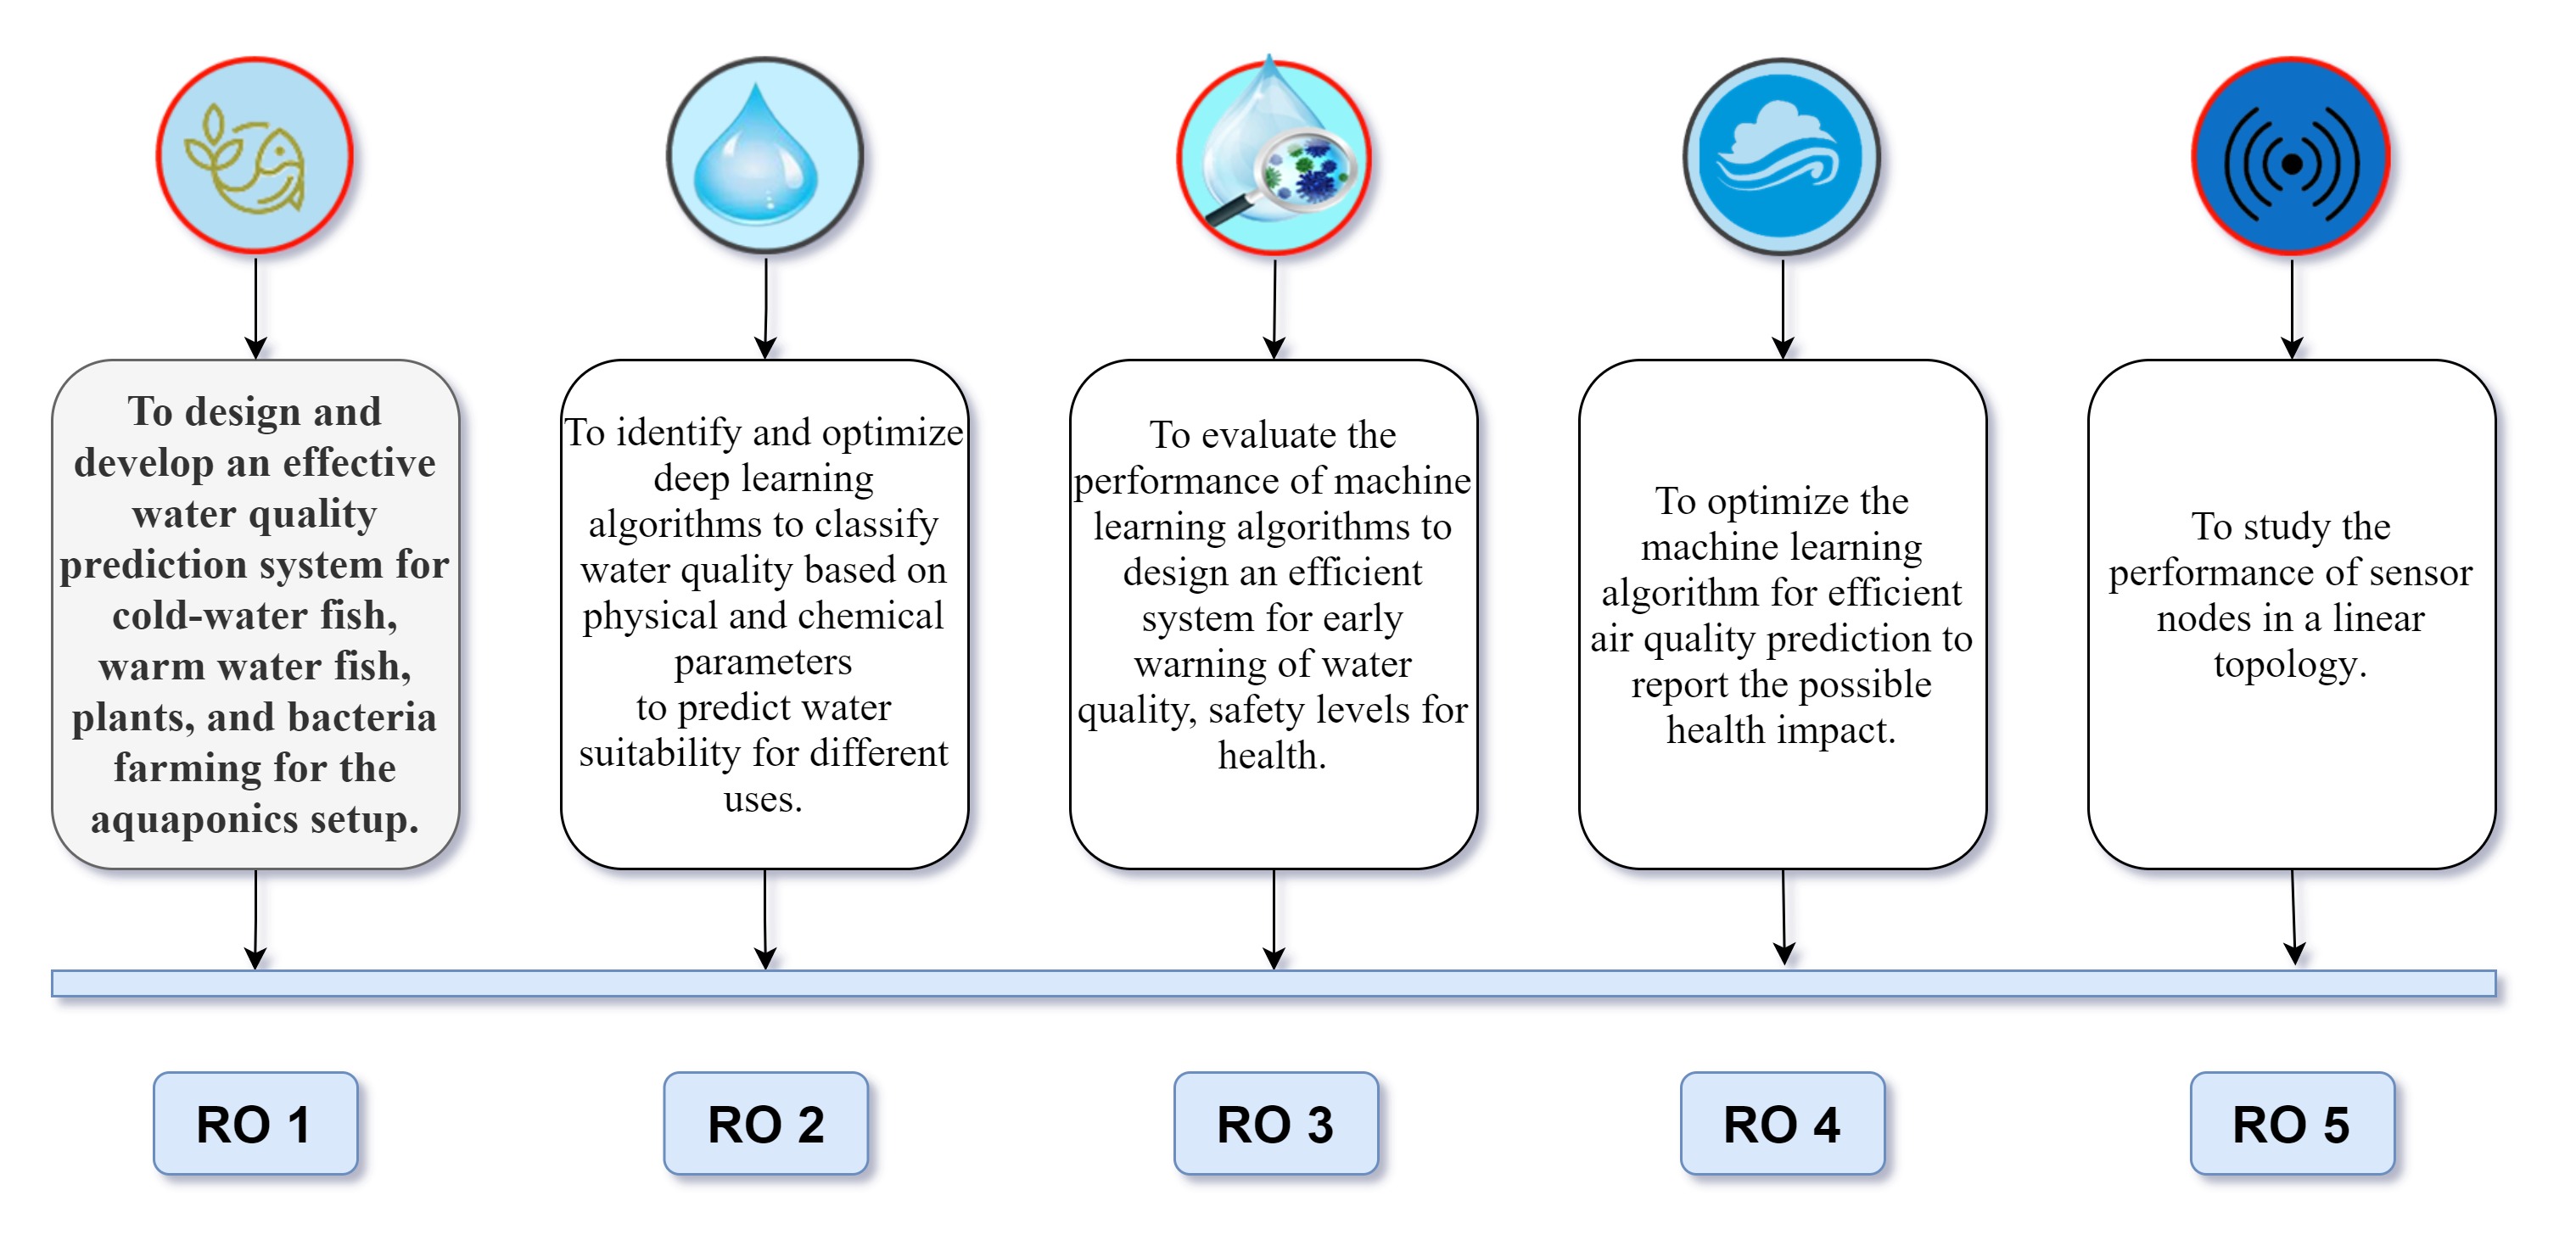 To design and
develop an effective
water quality
prediction system for
cold-water fish,
warm water fish,
plants, and bacteria
farming for the
aquaponics setup.
To identify and optimize
deep learning
algorithms to classify
water quality based on
physical and chemical
parameters
to predict water
suitability for different
uses.
To evaluate the
performance of machine
learning algorithms to
design an efficient
system for early
warning of water
quality, safety levels for
health.
To optimize the
machine learning
algorithm for efficient
air quality prediction to
report the possible
health impact.
To study the
performance of sensor
nodes in a linear
topology.
RO 1
RO 2
RO 3
RO 4
RO 5